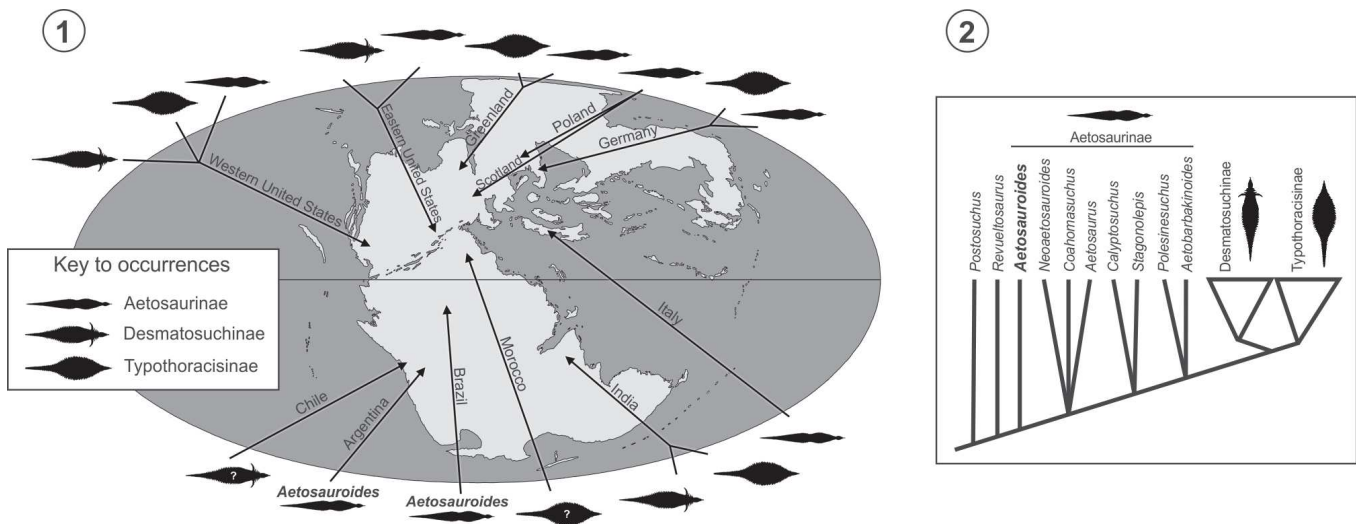 1
Western United States
Eastern United States
Greenland
Scotland
Poland
Germany
Italy
India
Morocco
Brazil
Argentina
Chile
Key to occurrences
Aetosaurinae
Desmatosuchinae
Typothoracisinae
?
Aetosauroides
Aetosauroides
?
2
Aetosaurinae
Postosuchus
Revueltosaurus
Aetosauroides
Neoaetosauroides
Coahomasuchus
Aetosaurus
Calyptosuchus
Stagonolepis
Polesinesuchus
Aetobarbakinoides
Desmatosuchinae
Typothoracisinae